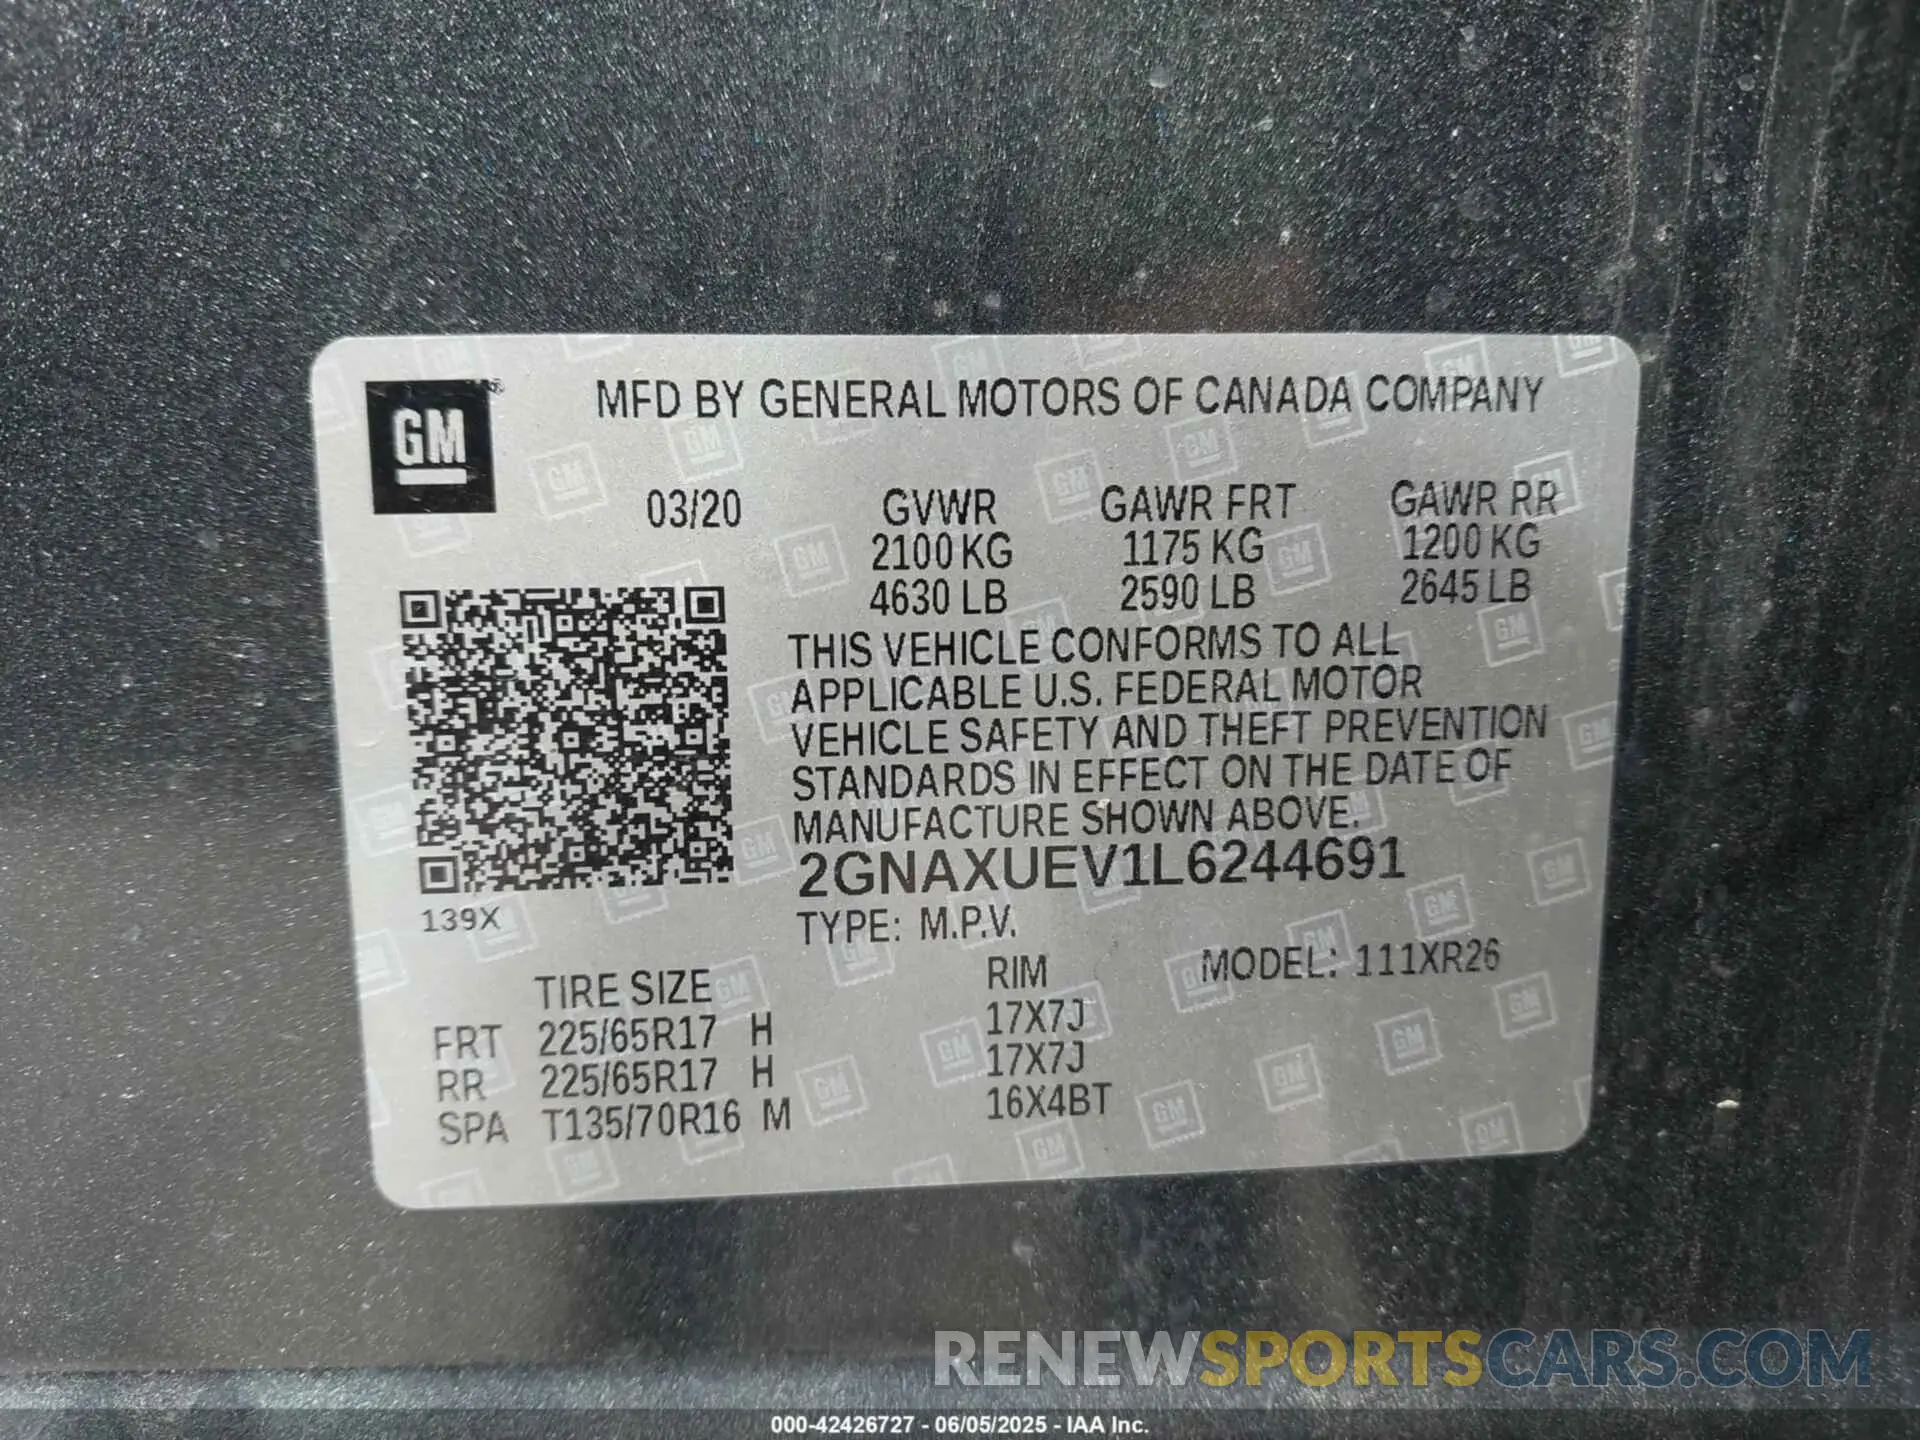 GM
MFD BY GENERAL MOTORS OF CANADA COMPANY
03/20 GVWR GAWR FRT GAWR RR
2100 KG 1175 KG 1200 KG
4630 LB 2590 LB 2645 LB
THIS VEHICLE CONFORMS TO ALL
APPLICABLE U.S. FEDERAL MOTOR
VEHICLE SAFETY AND THEFT PREVENTION
STANDARDS IN EFFECT ON THE DATE OF
MANUFACTURE SHOWN ABOVE.
2GNAXUEV1L6244691
139X
TYPE: M.P.V.
MODEL: 111XR26
TIRE SIZE RIM
FRT 225/65R17 H 17X7J
RR 225/65R17 H 17X7J
SPA T135/70R16 M 16X4BT
RENEWSPORTSCARS.COM
000-42426727 - 06/05/2025 - IAA Inc.